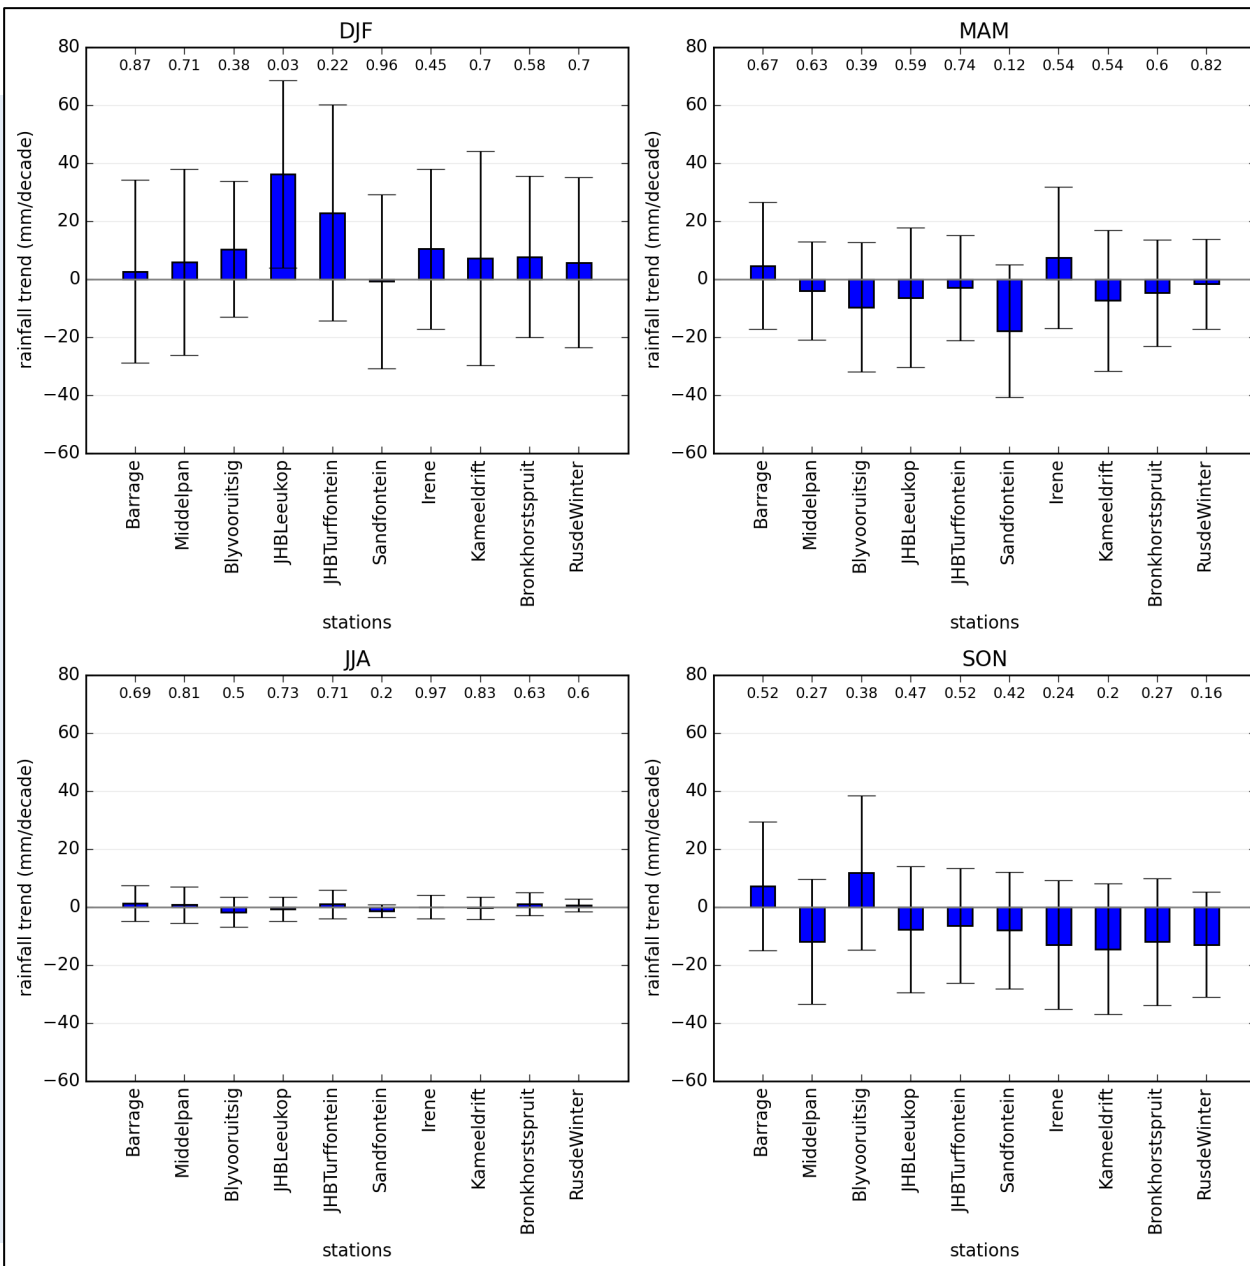 DJF
80
60
40
20
0
−20
−40
−60
rainfall trend (mm/decade)
0.87 0.71 0.38 0.03 0.22 0.96 0.45 0.7 0.58 0.7
Barrage
Middelpan
Blyvooruitsig
JHBLeeukop
JHBTurffontein
Sandfontein
Irene
Kameeldrift
Bronkhorstspruit
RusdeWinter
stations
MAM
80
60
40
20
0
−20
−40
−60
rainfall trend (mm/decade)
0.67 0.63 0.39 0.59 0.74 0.12 0.54 0.54 0.6 0.82
Barrage
Middelpan
Blyvooruitsig
JHBLeeukop
JHBTurffontein
Sandfontein
Irene
Kameeldrift
Bronkhorstspruit
RusdeWinter
stations
JJA
80
60
40
20
0
−20
−40
−60
rainfall trend (mm/decade)
0.69 0.81 0.5 0.73 0.71 0.2 0.97 0.83 0.63 0.6
Barrage
Middelpan
Blyvooruitsig
JHBLeeukop
JHBTurffontein
Sandfontein
Irene
Kameeldrift
Bronkhorstspruit
RusdeWinter
stations
SON
80
60
40
20
0
−20
−40
−60
rainfall trend (mm/decade)
0.52 0.27 0.38 0.47 0.52 0.42 0.24 0.2 0.27 0.16
Barrage
Middelpan
Blyvooruitsig
JHBLeeukop
JHBTurffontein
Sandfontein
Irene
Kameeldrift
Bronkhorstspruit
RusdeWinter
stations